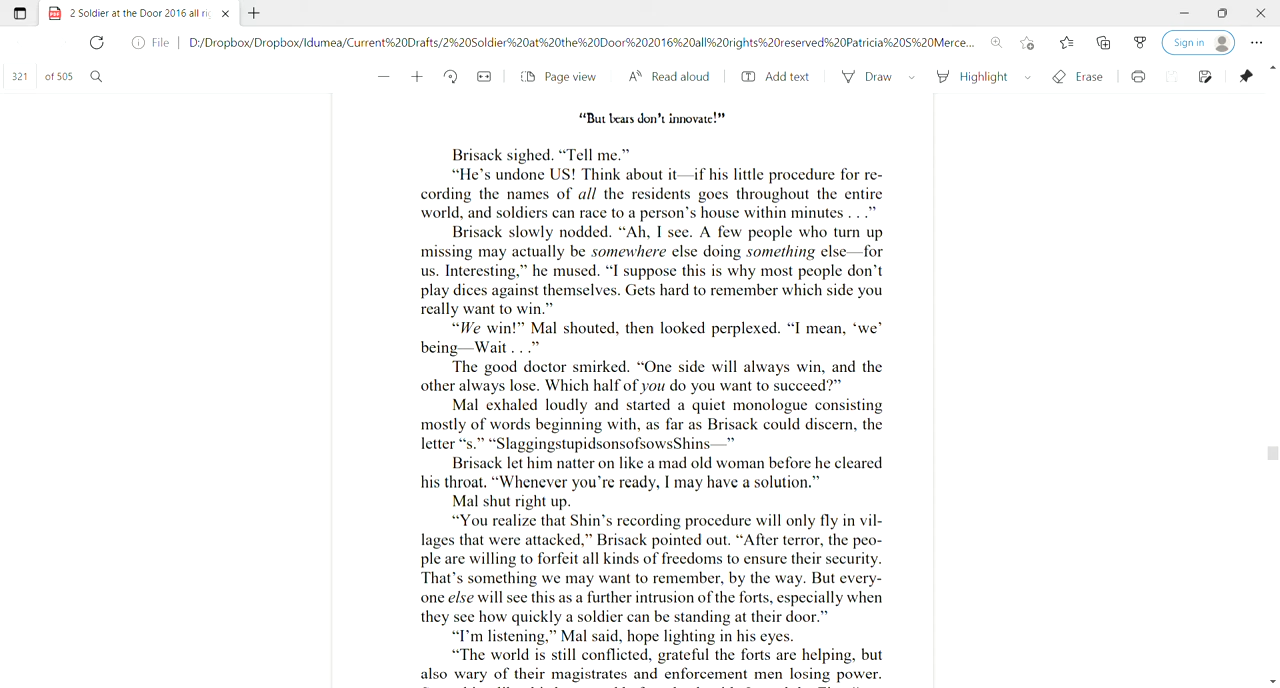 2 Soldier at the Door 2016 all ri
File
D:/Dropbox/Dropbox/Idumea/Current%20Drafts/2%20Soldier%20at%20the%20Door%202016%20all%20rights%20reserved%20Patricia%20S%20Merce...
Sign in
321 of 505
Page view
Read aloud
Add text
Draw
Highlight
Erase
“But bears don’t innovate!”
Brisack sighed. “Tell me.”
“He’s undone US! Think about it—if his little procedure for re-
cording the names of all the residents goes throughout the entire
world, and soldiers can race to a person’s house within minutes . . .”
Brisack slowly nodded. “Ah, I see. A few people who turn up
missing may actually be somewhere else doing something else—for
us. Interesting,” he mused. “I suppose this is why most people don’t
play dices against themselves. Gets hard to remember which side you
really want to win.”
“We win!” Mal shouted, then looked perplexed. “I mean, ‘we’
being—Wait . . .”
The good doctor smirked. “One side will always win, and the
other always lose. Which half of you do you want to succeed?”
Mal exhaled loudly and started a quiet monologue consisting
mostly of words beginning with, as far as Brisack could discern, the
letter “s.” “SlaggingstupidsonsofsowsShins—”
Brisack let him natter on like a mad old woman before he cleared
his throat. “Whenever you’re ready, I may have a solution.”
Mal shut right up.
“You realize that Shin’s recording procedure will only fly in vil-
lages that were attacked,” Brisack pointed out. “After terror, the peo-
ple are willing to forfeit all kinds of freedoms to ensure their security.
That’s something we may want to remember, by the way. But every-
one else will see this as a further intrusion of the forts, especially when
they see how quickly a soldier can be standing at their door.”
“I’m listening,” Mal said, hope lighting in his eyes.
“The world is still conflicted, grateful the forts are helping, but
also wary of their magistrates and enforcement men losing power.